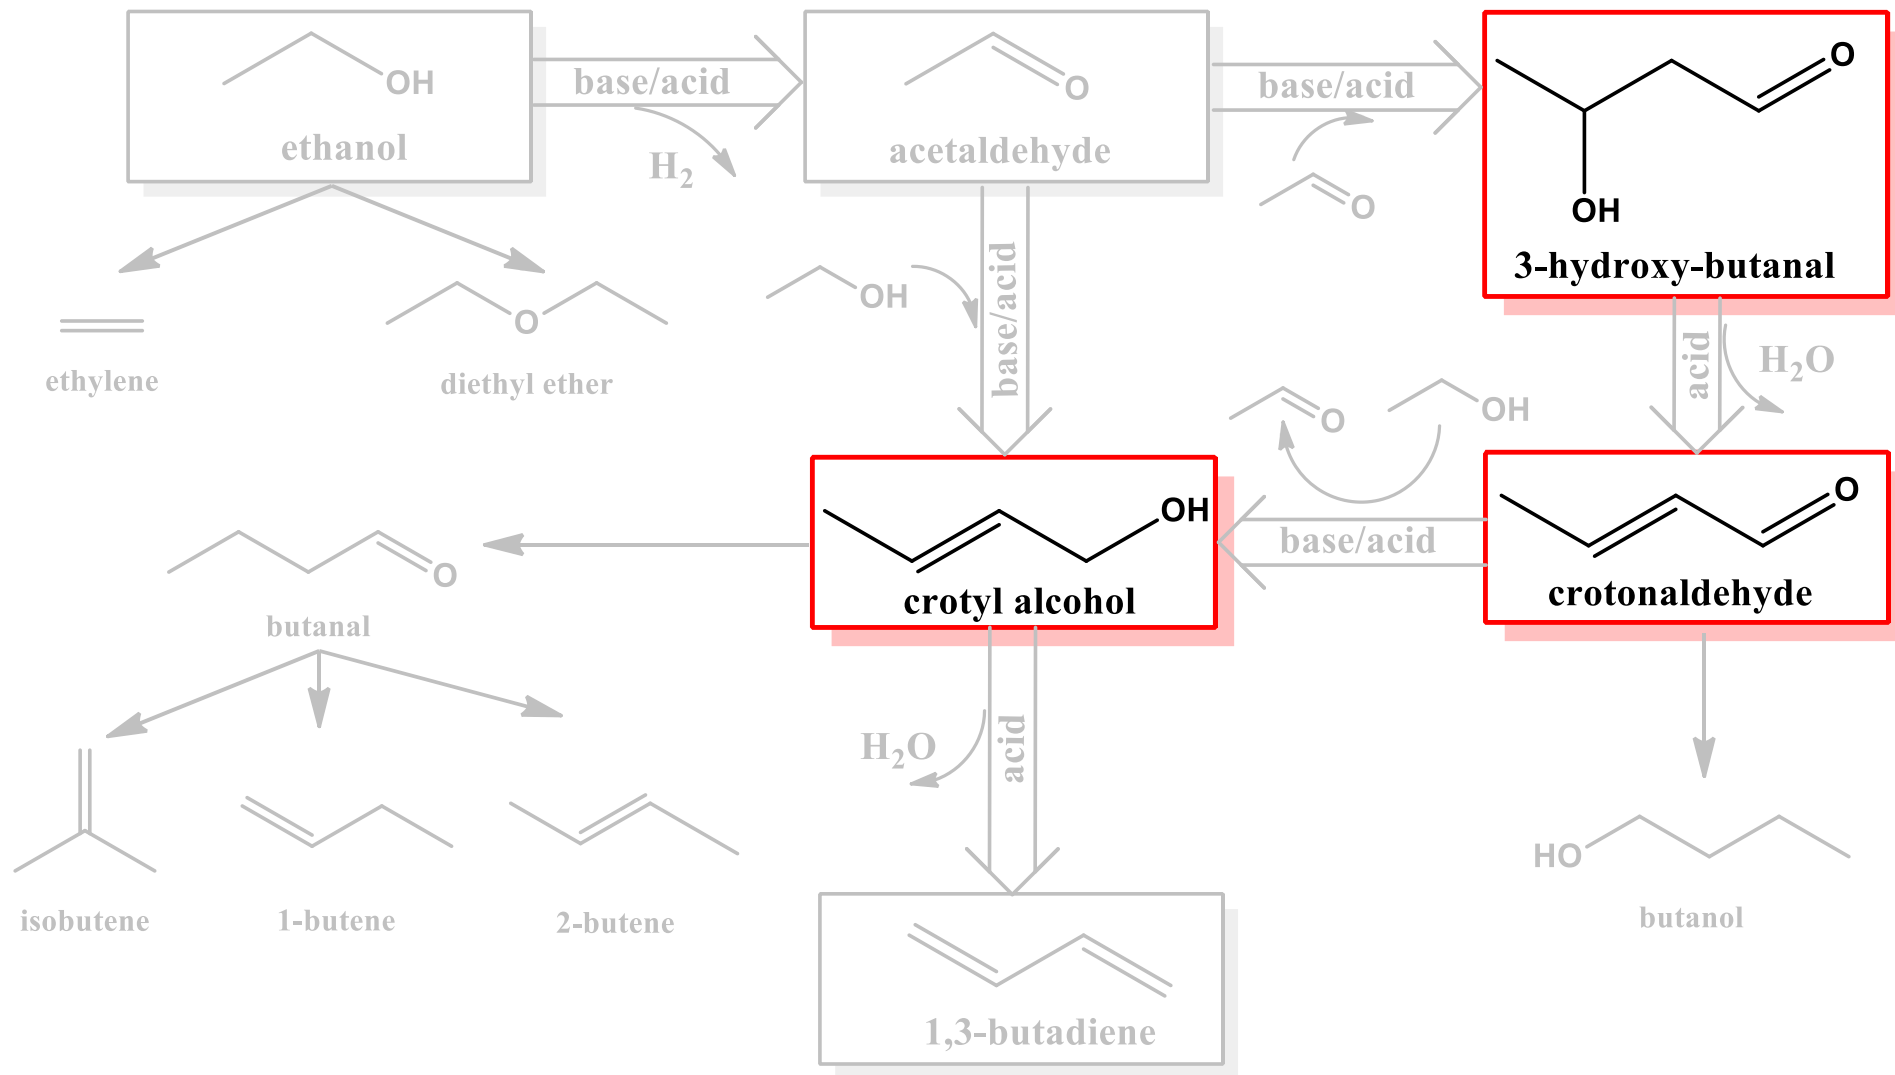 OH
ethanol
base/acid
H2
O
acetaldehyde
base/acid
O
O
OH
3-hydroxy-butanal
ethylene
O
diethyl ether
OH
base/acid
acid
H2O
O
OH
O
butanal
OH
crotyl alcohol
base/acid
O
crotonaldehyde
isobutene
1-butene
2-butene
H2O
acid
1,3-butadiene
HO
butanol